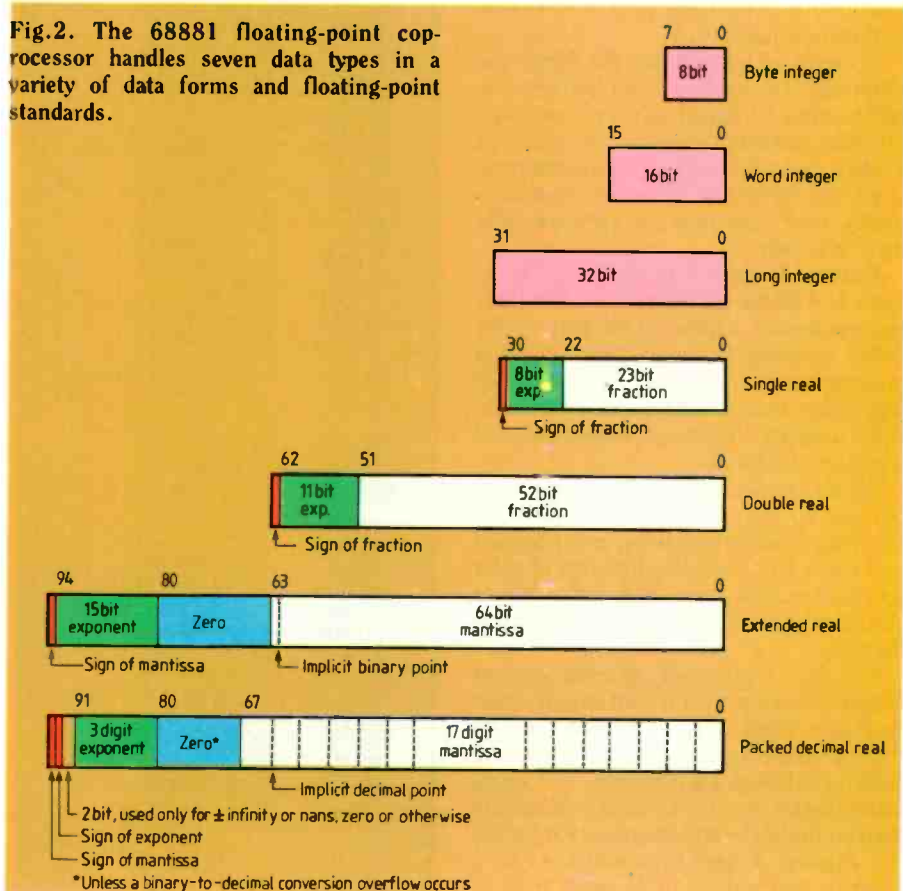 Fig.2. The 68881 floating-point cop-
rocessor handles seven data types in a
variety of data forms and floating-point
standards.
7 0
8bit
Byte integer
15 0
16bit
Word integer
31 0
32bit
Long integer
30 22 0
8bit
exp.
23bit
fraction
Single real
Sign of fraction
62 51 0
11bit
exp.
52bit
fraction
Double real
Sign of fraction
94 80 63 0
15bit
exponent
Zero
64bit
mantissa
Extended real
Sign of mantissa
Implicit binary point
91 80 67 0
3 digit
exponent
Zero*
17 digit
mantissa
Packed decimal real
Implicit decimal point
2bit, used only for ± infinity or nans, zero or otherwise
Sign of exponent
Sign of mantissa
*Unless a binary-to-decimal conversion overflow occurs